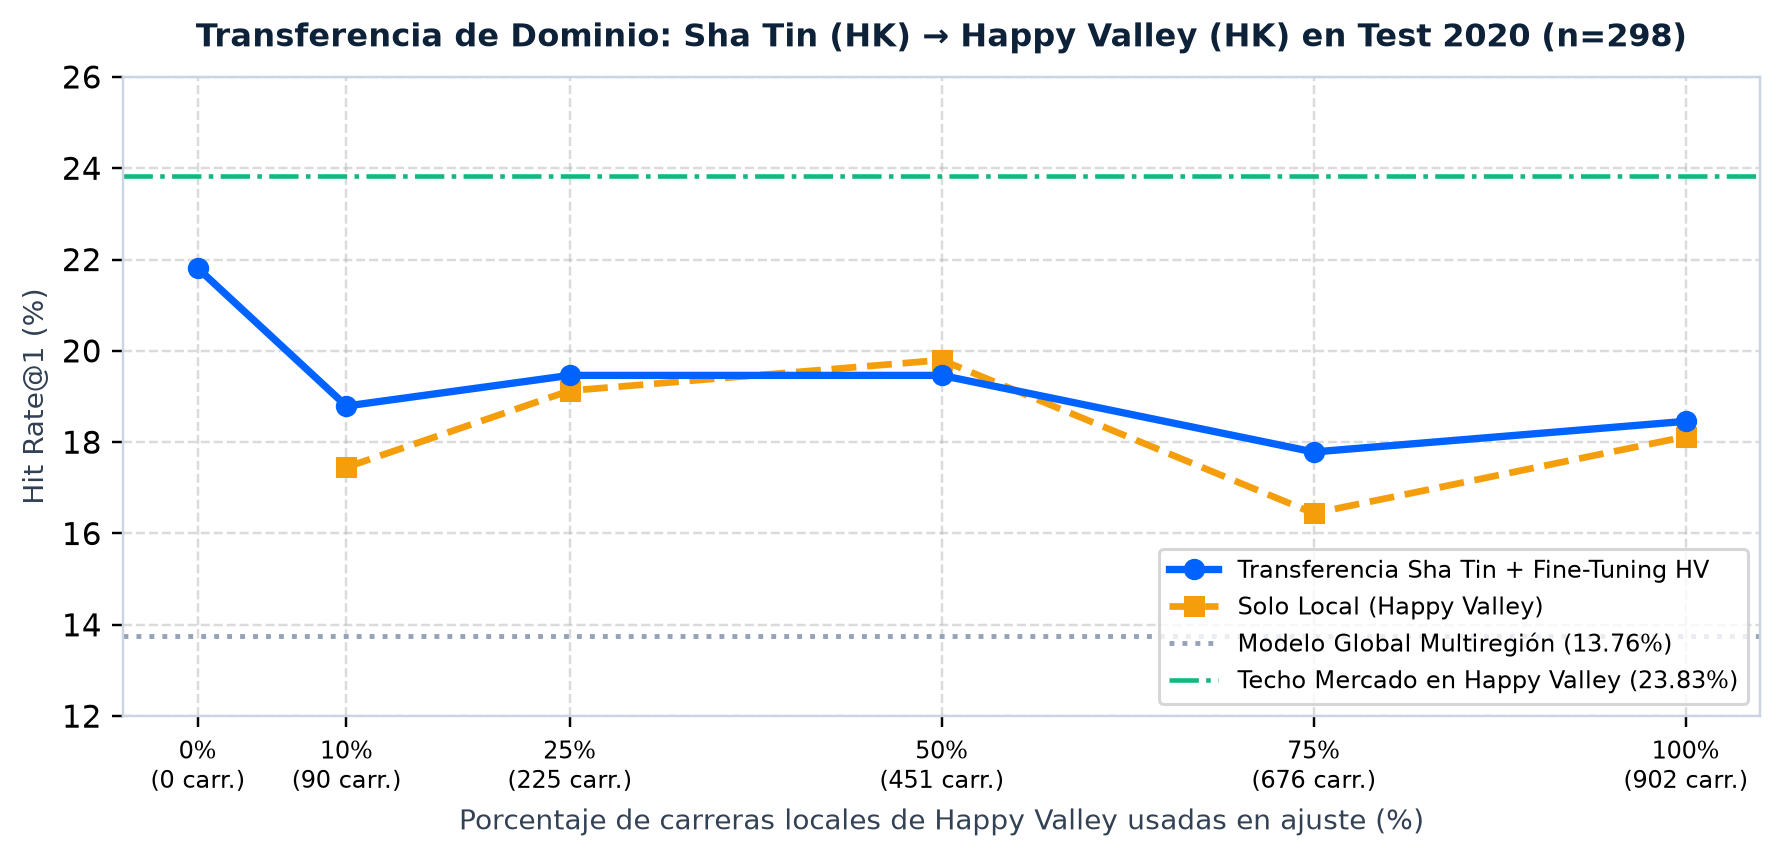 Transferencia de Dominio: Sha Tin (HK) → Happy Valley (HK) en Test 2020 (n=298)
Hit Rate@1 (%)
26
24
22
20
18
16
14
12
Transferencia Sha Tin + Fine-Tuning HV
Solo Local (Happy Valley)
Modelo Global Multiregión (13.76%)
Techo Mercado en Happy Valley (23.83%)
0% 10% 25% 50% 75% 100%
(0 carr.) (90 carr.) (225 carr.) (451 carr.) (676 carr.) (902 carr.)
Porcentaje de carreras locales de Happy Valley usadas en ajuste (%)